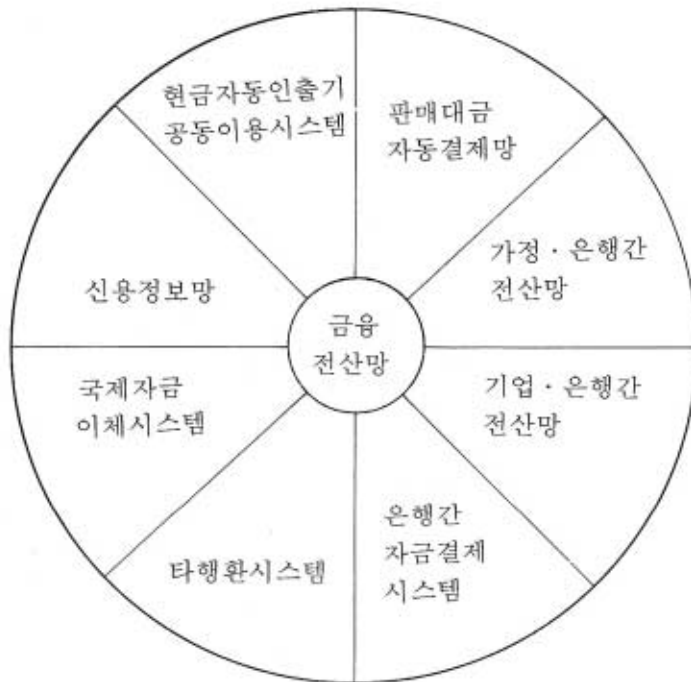 현금자동인출기
공동이용시스템
판매대금
자동결제망
가정·은행간
전산망
신용정보망
금융
전산망
국제자금
이체시스템
기업·은행간
전산망
은행간
자금결제
시스템
타행환시스템